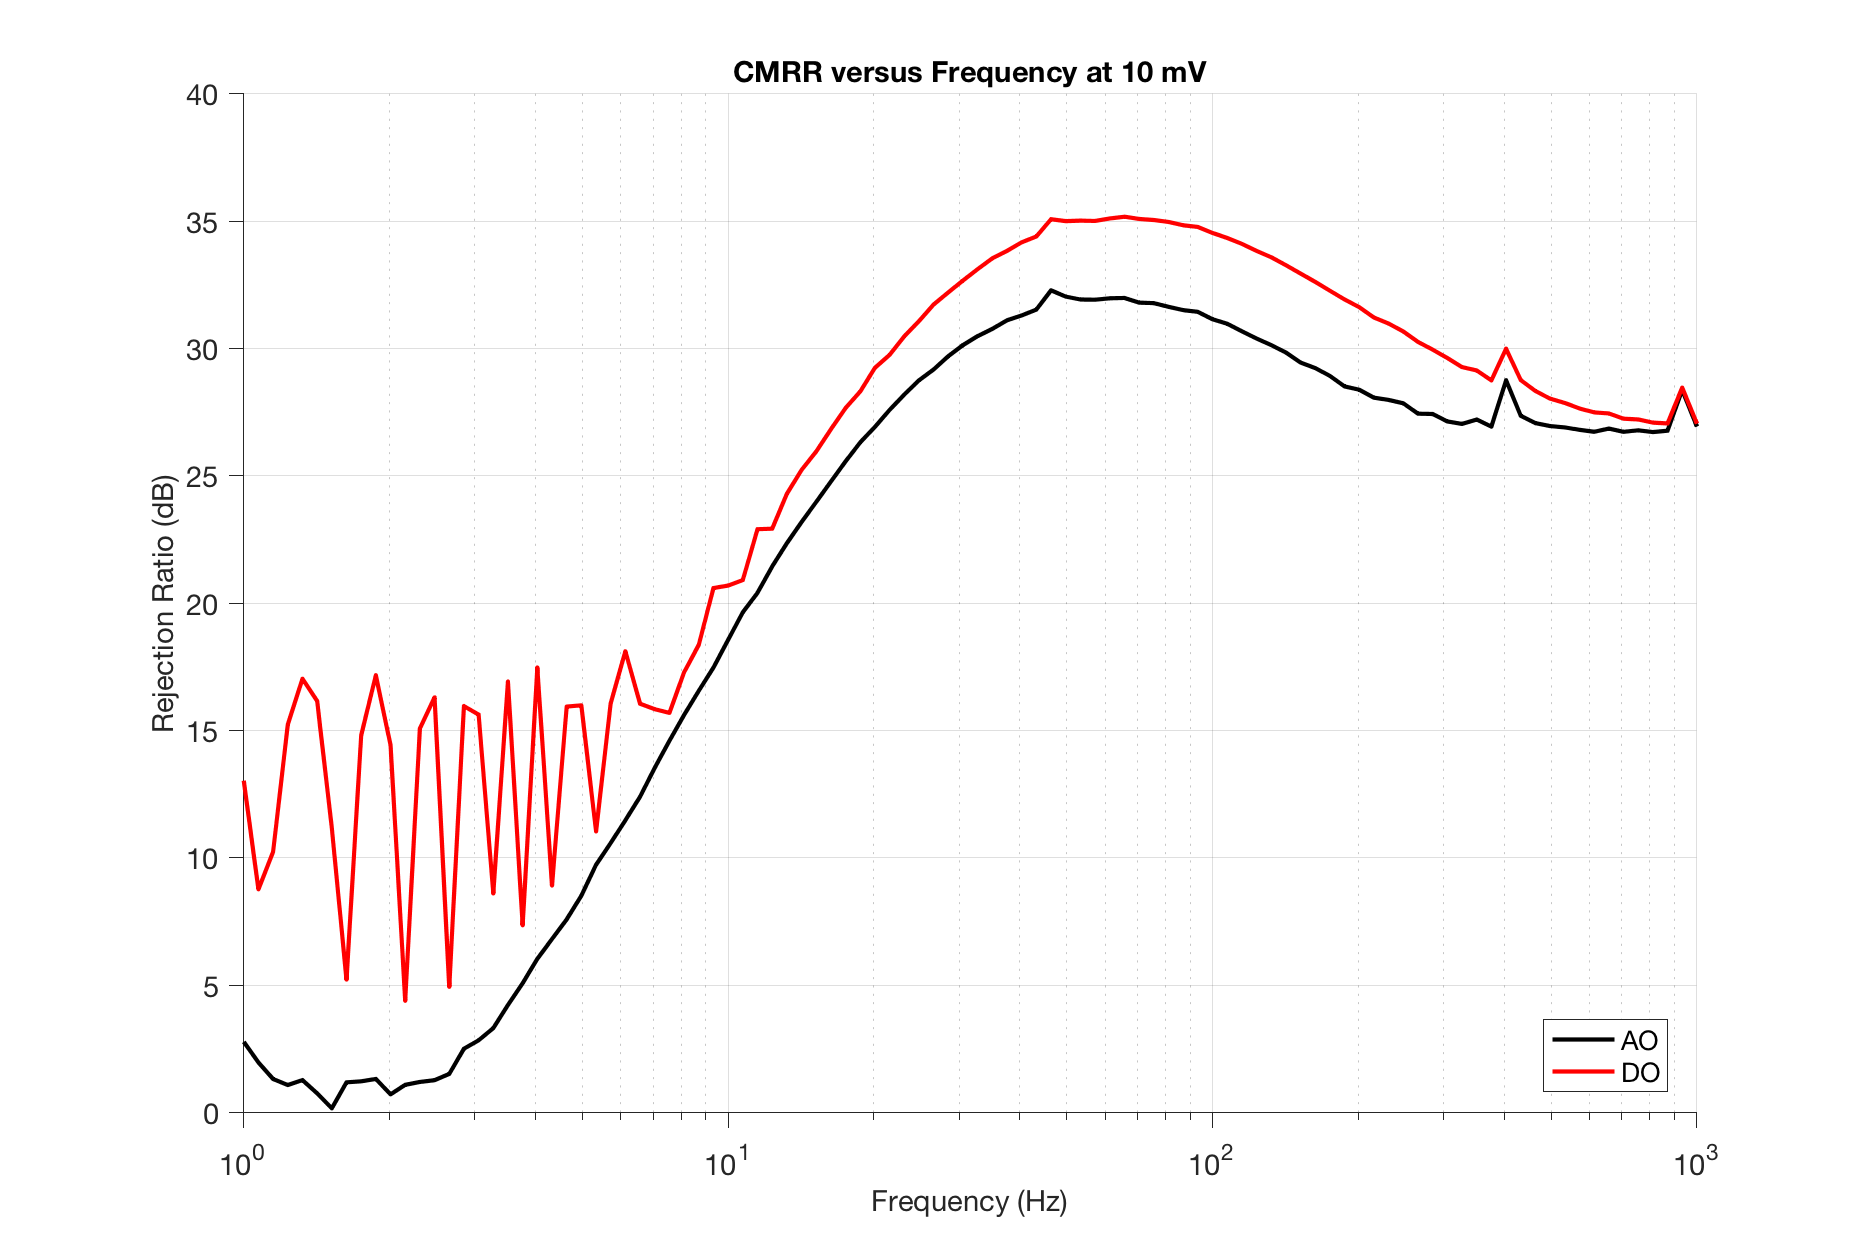 CMRR versus Frequency at 10 mV
Rejection Ratio (dB)
40
35
30
25
20
15
10
5
0
10^0 10^1 10^2 10^3
Frequency (Hz)
AO
DO